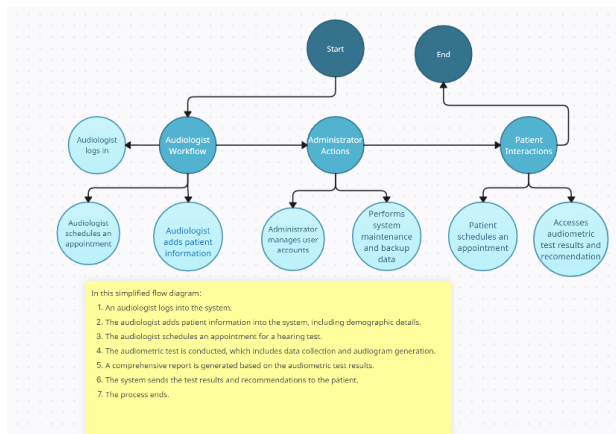 Start
End
Audiologist
logs in
Audiologist
Workflow
Administrator
Actions
Patient
Interactions
Audiologist
schedules an
appointment
Audiologist
adds patient
information
Administrator
manages user
accounts
Performs
system
maintenance
and backup
data
Patient
schedules an
appointment
Accesses
audiometric
test results and
recomendation
In this simplified flow diagram:
1. An audiologist logs into the system.
2. The audiologist adds patient information into the system, including demographic details.
3. The audiologist schedules an appointment for a hearing test.
4. The audiometric test is conducted, which includes data collection and audiogram generation.
5. A comprehensive report is generated based on the audiometric test results.
6. The system sends the test results and recommendations to the patient.
7. The process ends.